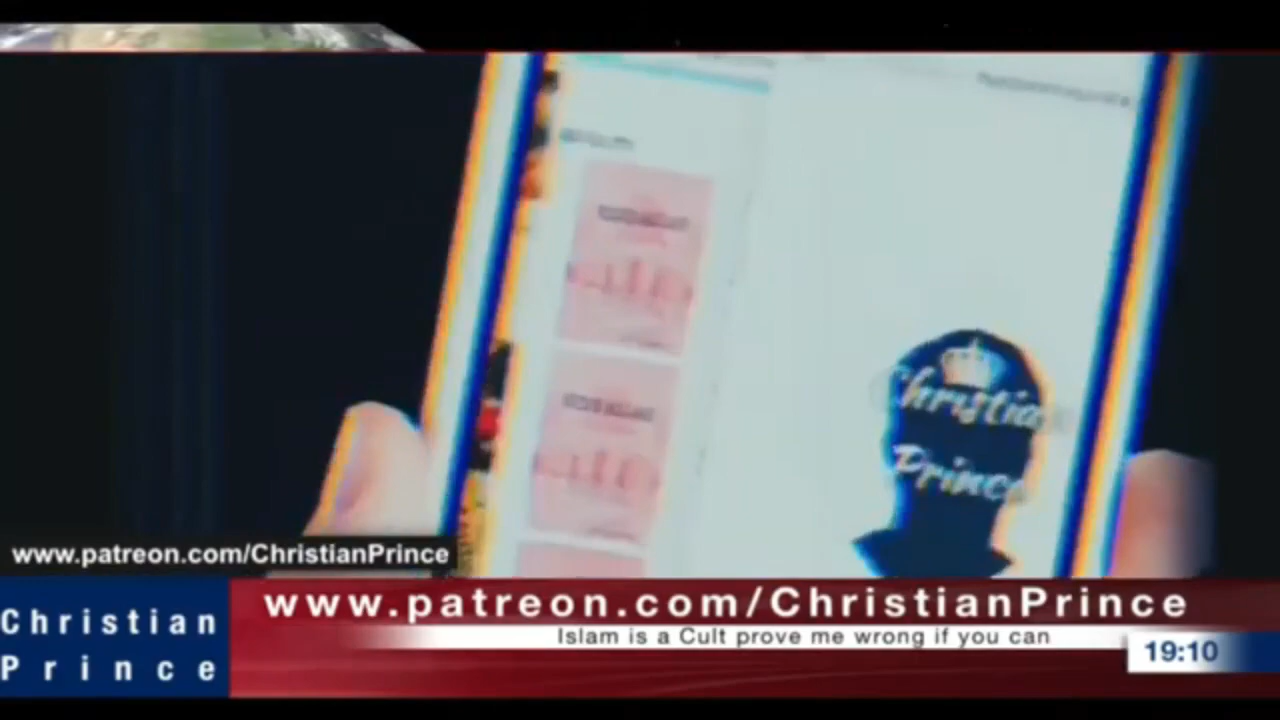 Christian
Prince
www.patreon.com/ChristianPrince
www.patreon.com/ChristianPrince
Islam is a Cult prove me wrong if you can
Christian
Prince
19:10